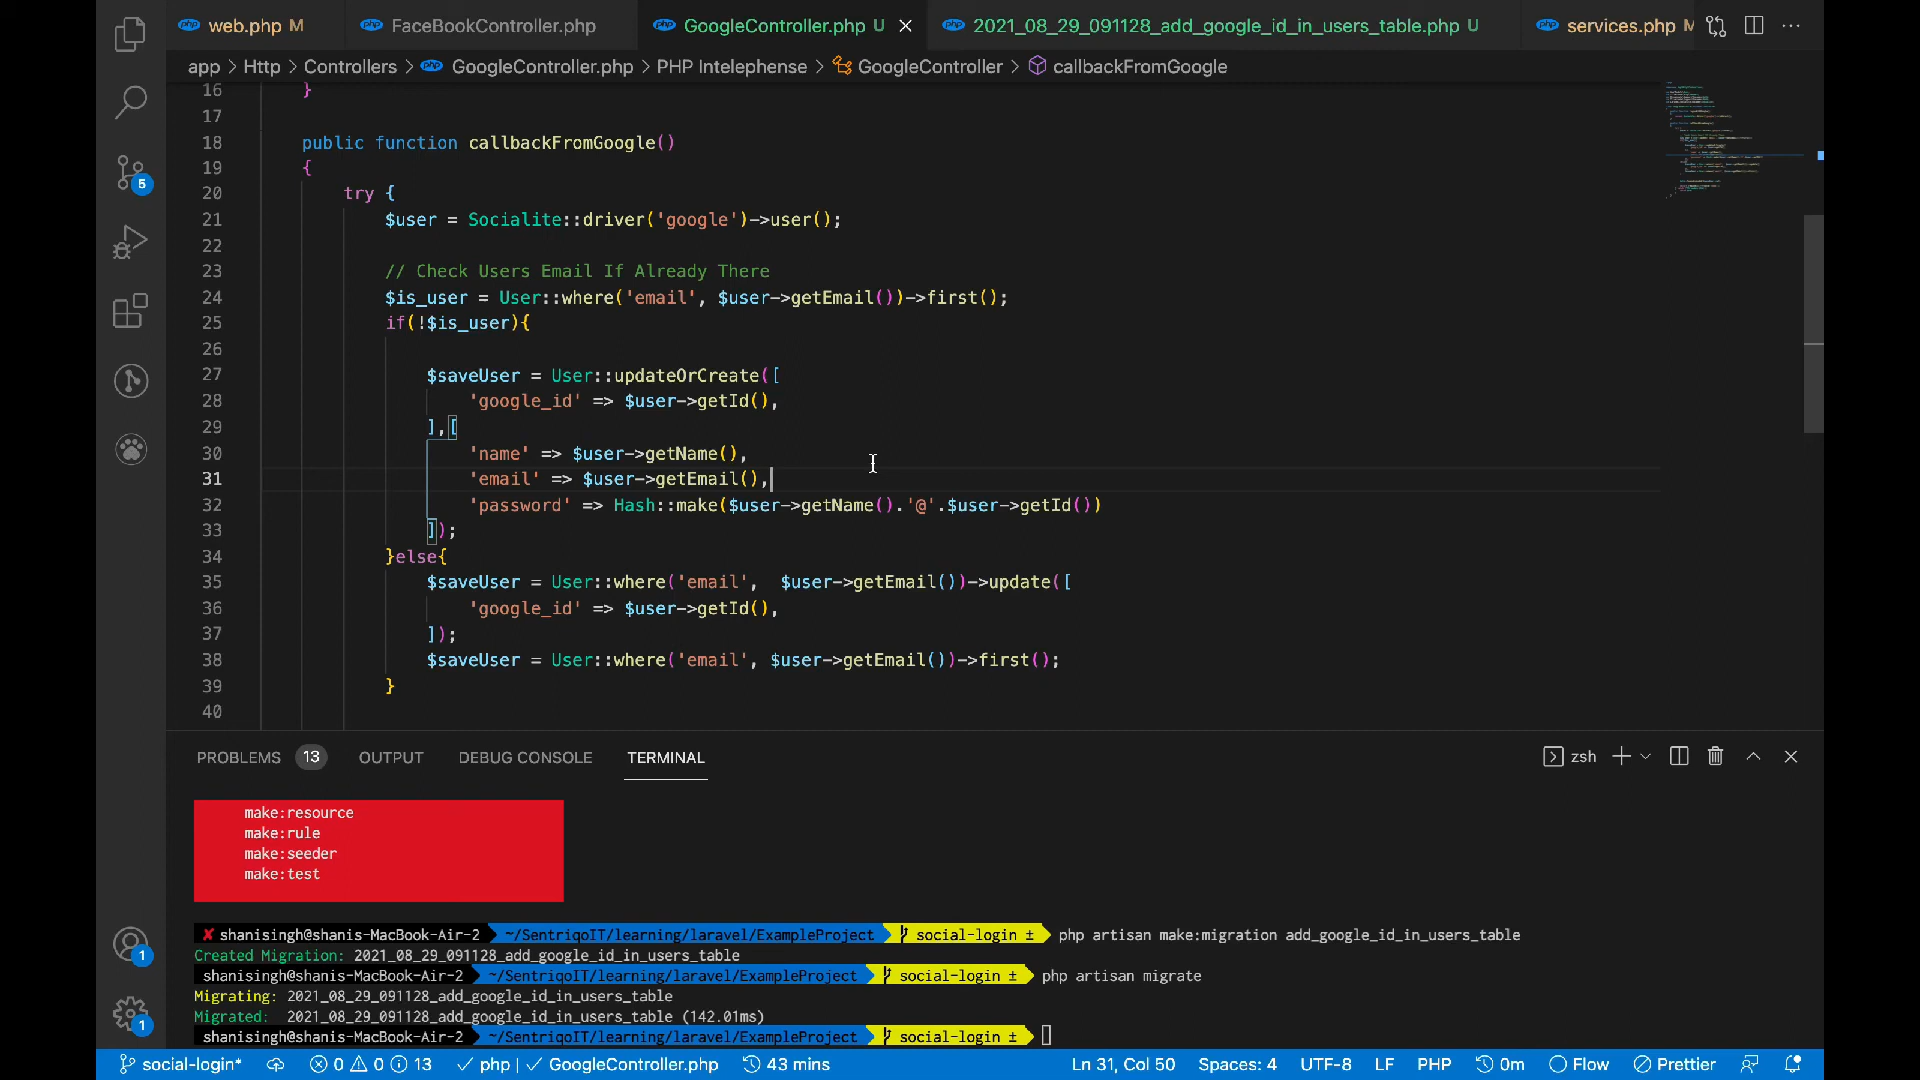 web.php M
FaceBookController.php
GoogleController.php U
2021_08_29_091128_add_google_id_in_users_table.php U
services.php M
app > Http > Controllers > GoogleController.php > PHP Intelephense > GoogleController > callbackFromGoogle
16 }
17
18 public function callbackFromGoogle()
19 {
20 try {
21 $user = Socialite::driver('google')->user();
22
23 // Check Users Email If Already There
24 $is_user = User::where('email', $user->getEmail())->first();
25 if(!$is_user){
26
27 $saveUser = User::updateOrCreate([
28 'google_id' => $user->getId(),
29 ],[
30 'name' => $user->getName(),
31 'email' => $user->getEmail(),
32 'password' => Hash::make($user->getName().'@'.$user->getId())
33 ]);
34 }else{
35 $saveUser = User::where('email',  $user->getEmail())->update([
36 'google_id' => $user->getId(),
37 ]);
38 $saveUser = User::where('email', $user->getEmail())->first();
39 }
40
5
1
1
PROBLEMS 13 OUTPUT DEBUG CONSOLE TERMINAL
zsh
make:resource
make:rule
make:seeder
make:test
✘ shanisingh@shanis-MacBook-Air-2 ~/SentriqoIT/learning/laravel/ExampleProject social-login ± php artisan make:migration add_google_id_in_users_table
Created Migration: 2021_08_29_091128_add_google_id_in_users_table
shanisingh@shanis-MacBook-Air-2 ~/SentriqoIT/learning/laravel/ExampleProject social-login ± php artisan migrate
Migrating: 2021_08_29_091128_add_google_id_in_users_table
Migrated: 2021_08_29_091128_add_google_id_in_users_table (142.01ms)
shanisingh@shanis-MacBook-Air-2 ~/SentriqoIT/learning/laravel/ExampleProject social-login ±
social-login* 0 0 13 ✓ php | ✓ GoogleController.php 43 mins Ln 31, Col 50 Spaces: 4 UTF-8 LF PHP 0m Flow Prettier